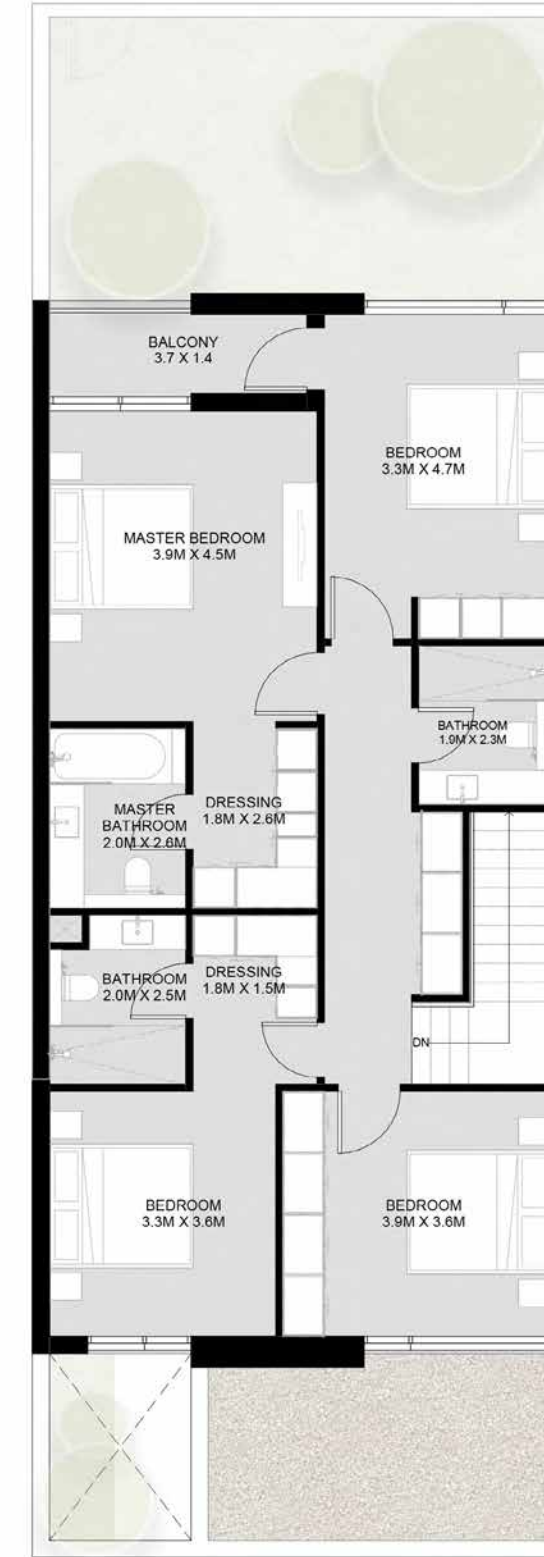 BALCONY
3.7 X 1.4
BEDROOM
3.3M X 4.7M
MASTER BEDROOM
3.9M X 4.5M
BATHROOM
1.9M X 2.3M
MASTER
BATHROOM
2.0M X 2.6M
DRESSING
1.8M X 2.6M
BATHROOM
2.0M X 2.5M
DRESSING
1.8M X 1.5M
DN
BEDROOM
3.3M X 3.6M
BEDROOM
3.9M X 3.6M